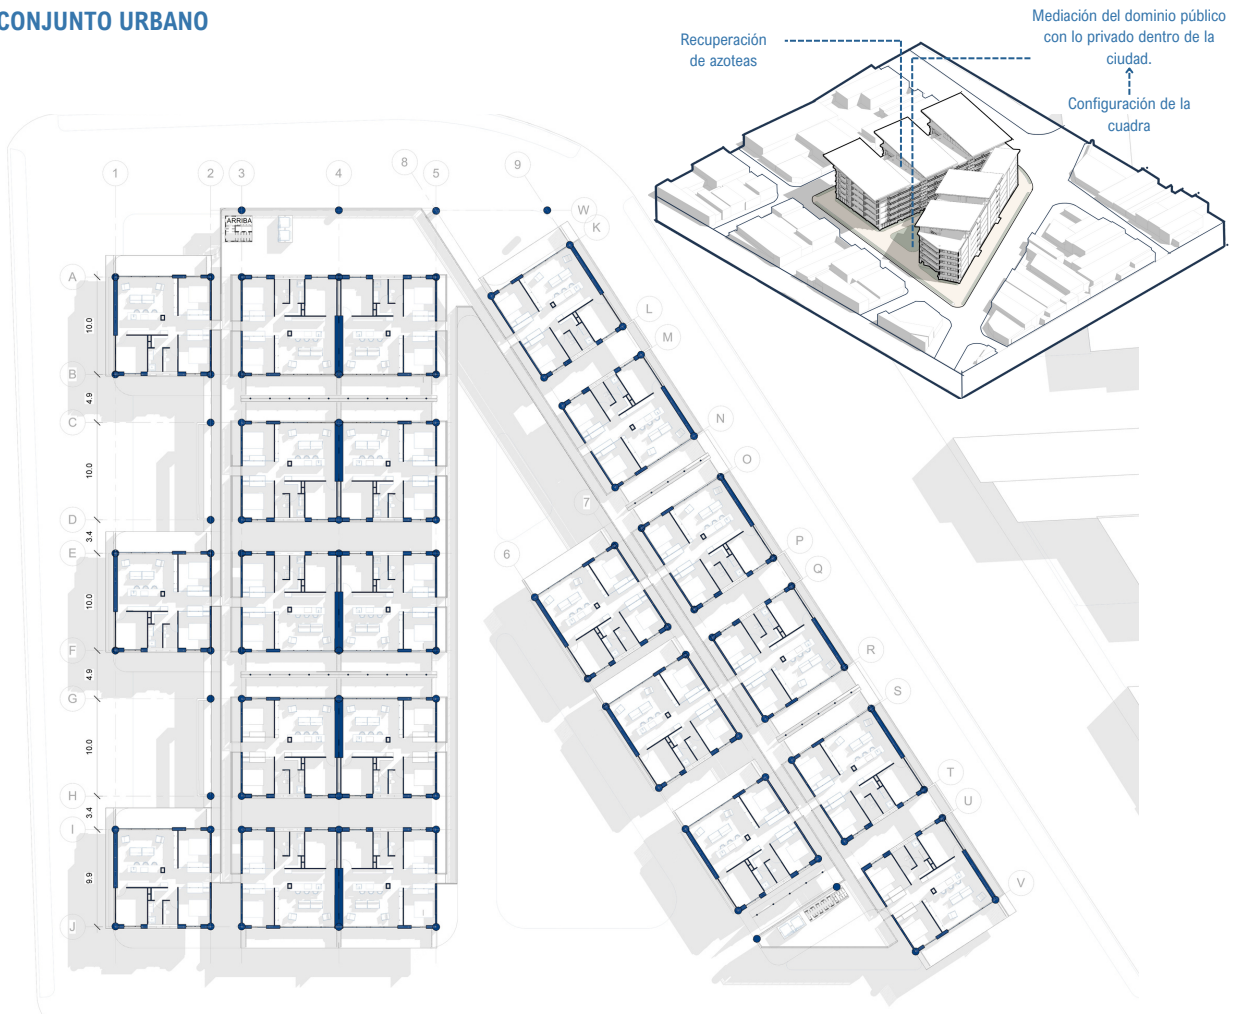 CONJUNTO URBANO
Recuperación
de azoteas
Mediación del dominio público
con lo privado dentro de la
ciudad.
Configuración de la
cuadra
1
2
3
4
8
5
9
W
K
ARRIBA
A
10.0
B
4.9
C
10.0
D
3.4
E
10.0
F
4.9
G
10.0
H
3.4
I
9.9
J
L
M
N
O
7
6
P
Q
R
S
T
U
V